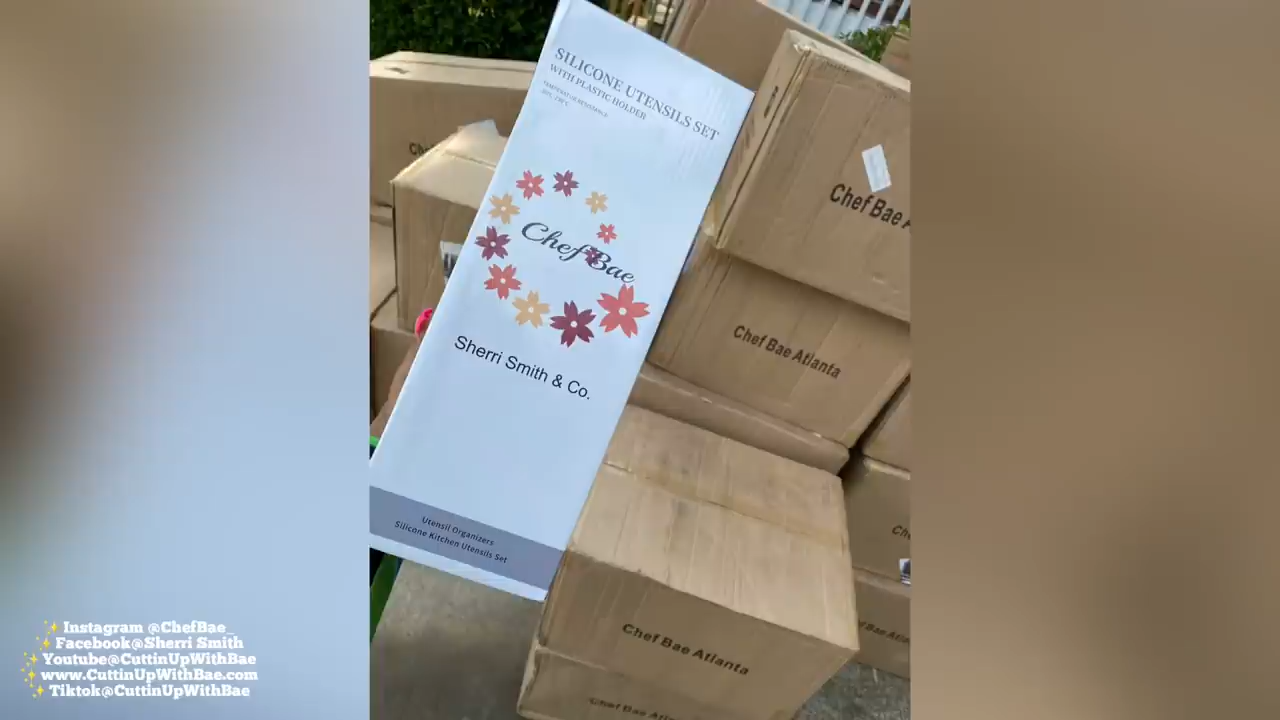 SILICONE UTENSILS SET
WITH PLASTIC HOLDER
Chef Bae
Sherri Smith & Co.
Utensil Organizers
Silicone Kitchen Utensils Set
Chef Bae
Chef Bae Atlanta
Chef Bae Atlanta
Chef Bae Atlanta
Instagram @ChefBae_
Facebook@Sherri Smith
Youtube@CuttinUpWithBae
www.CuttinUpWithBae.com
Tiktok@CuttinUpWithBae